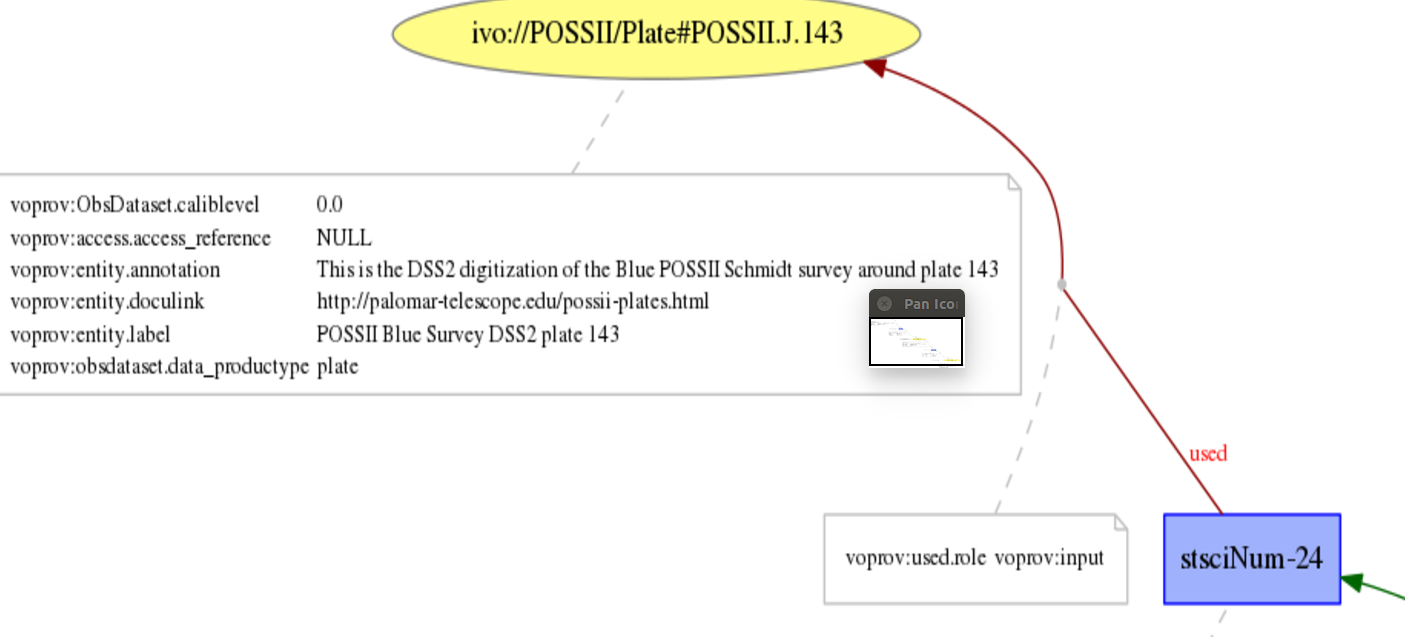 ivo://POSSII/Plate#POSSII.J.143
voprov:ObsDataset.caliblevel 0.0
voprov:access.access_reference NULL
voprov:entity.annotation This is the DSS2 digitization of the Blue POSSII Schmidt survey around plate 143
voprov:entity.doculink http://palomar-telescope.edu/possii-plates.html
voprov:entity.label POSSII Blue Survey DSS2 plate 143
voprov:obsdataset.data_productype plate
Pan Ico
used
voprov:used.role voprov:input
stsciNum-24